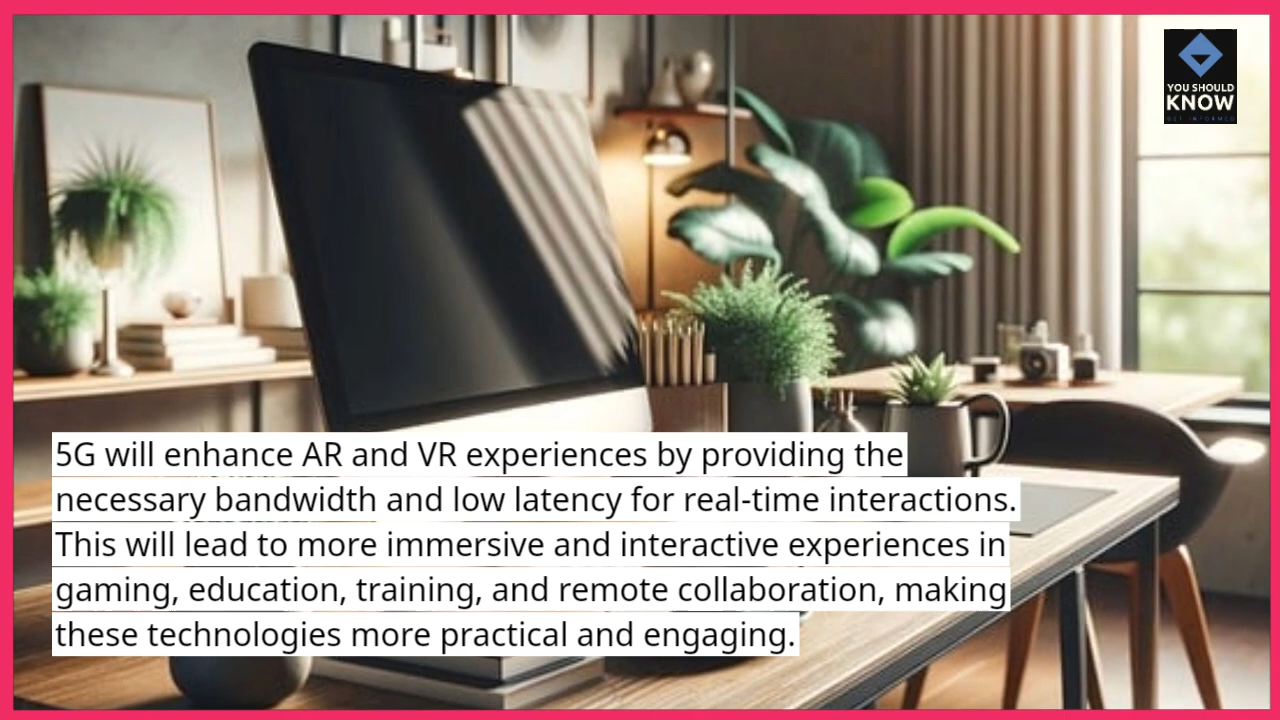 YOU SHOULD
KNOW
GET INFORMED
5G will enhance AR and VR experiences by providing the
necessary bandwidth and low latency for real-time interactions.
This will lead to more immersive and interactive experiences in
gaming, education, training, and remote collaboration, making
these technologies more practical and engaging.